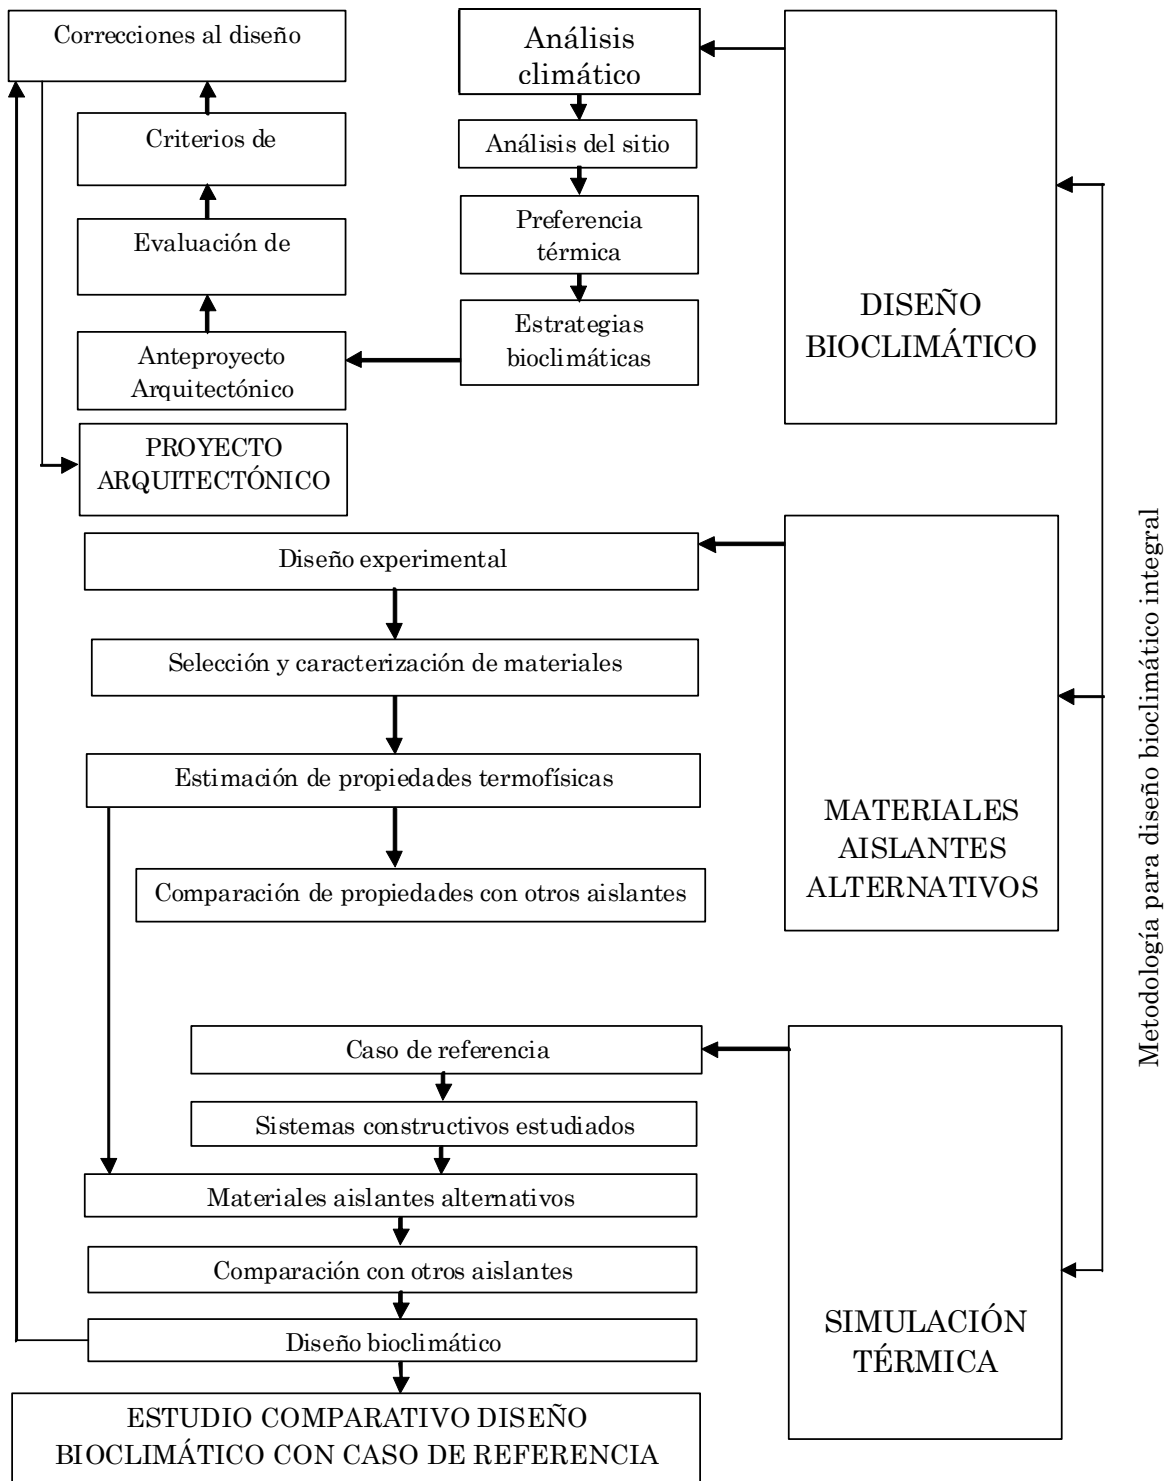 Correcciones al diseño
Criterios de
Evaluación de
Anteproyecto
Arquitectónico
PROYECTO
ARQUITECTÓNICO
Análisis
climático
Análisis del sitio
Preferencia
térmica
Estrategias
bioclimáticas
DISEÑO
BIOCLIMÁTICO
Diseño experimental
Selección y caracterización de materiales
Estimación de propiedades termofísicas
Comparación de propiedades con otros aislantes
MATERIALES
AISLANTES
ALTERNATIVOS
Caso de referencia
Sistemas constructivos estudiados
Materiales aislantes alternativos
Comparación con otros aislantes
Diseño bioclimático
ESTUDIO COMPARATIVO DISEÑO
BIOCLIMÁTICO CON CASO DE REFERENCIA
SIMULACIÓN
TÉRMICA
Metodología para diseño bioclimático integral